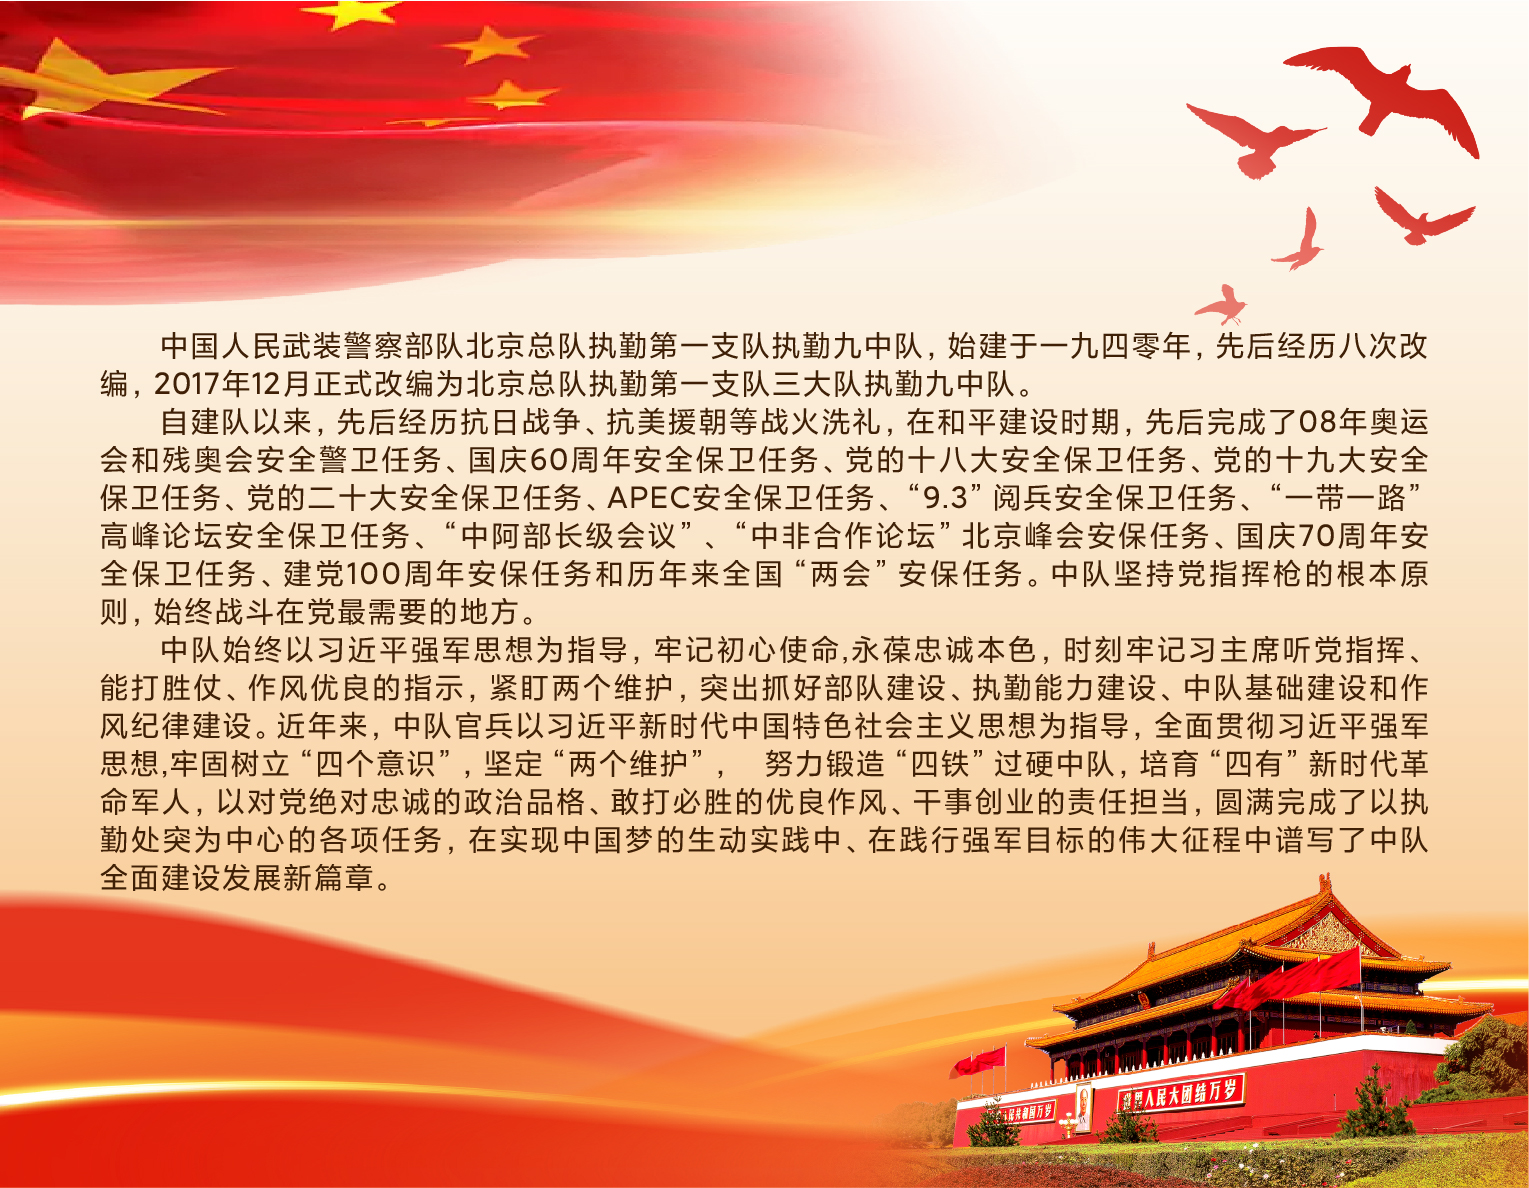 中国人民武装警察部队北京总队执勤第一支队执勤九中队，始建于一九四零年，先后经历八次改
编，2017年12月正式改编为北京总队执勤第一支队三大队执勤九中队。
自建队以来，先后经历抗日战争、抗美援朝等战火洗礼，在和平建设时期，先后完成了08年奥运
会和残奥会安全警卫任务、国庆60周年安全保卫任务、党的十八大安全保卫任务、党的十九大安全
保卫任务、党的二十大安全保卫任务、APEC安全保卫任务、“9.3”阅兵安全保卫任务、“一带一路”
高峰论坛安全保卫任务、“中阿部长级会议”、“中非合作论坛”北京峰会安保任务、国庆70周年安
全保卫任务、建党100周年安保任务和历年来全国“两会”安保任务。中队坚持党指挥枪的根本原
则，始终战斗在党最需要的地方。
中队始终以习近平强军思想为指导，牢记初心使命,永葆忠诚本色，时刻牢记习主席听党指挥、
能打胜仗、作风优良的指示，紧盯两个维护，突出抓好部队建设、执勤能力建设、中队基础建设和作
风纪律建设。近年来，中队官兵以习近平新时代中国特色社会主义思想为指导，全面贯彻习近平强军
思想,牢固树立“四个意识”，坚定“两个维护”， 努力锻造“四铁”过硬中队，培育“四有”新时代革
命军人，以对党绝对忠诚的政治品格、敢打必胜的优良作风、干事创业的责任担当，圆满完成了以执
勤处突为中心的各项任务，在实现中国梦的生动实践中、在践行强军目标的伟大征程中谱写了中队
全面建设发展新篇章。
人民共和国万岁
世界人民大团结万岁